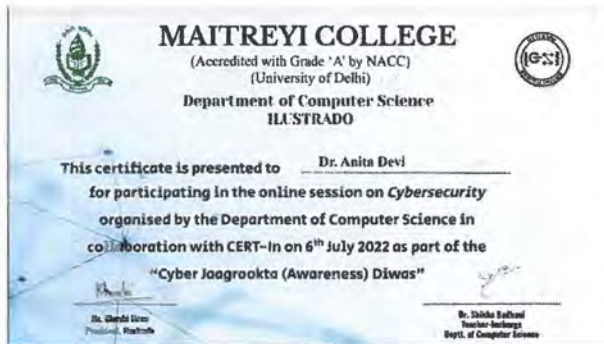 MAITREYI COLLEGE
(Accredited with Grade 'A' by NACC)
(University of Delhi)
Department of Computer Science
ILUSTRADO
This certificate is presented to Dr. Anita Devi
for participating in the online session on Cybersecurity
organised by the Department of Computer Science in
collaboration with CERT-In on 6th July 2022 as part of the
"Cyber Jaagrookta (Awareness) Diwas"
Dr. Shikha Badhani
Teacher-Incharge
Deptt. of Computer Science